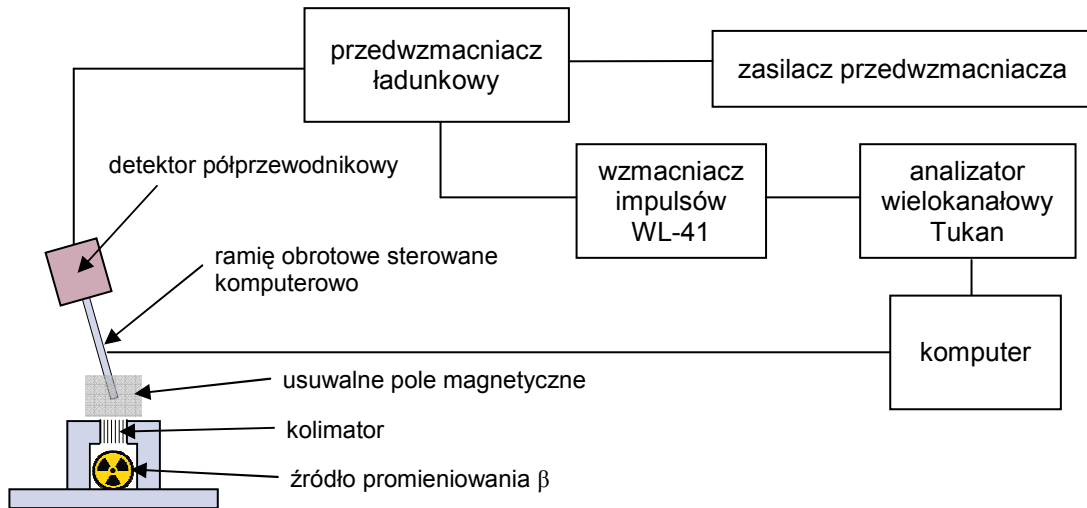 przedwzmacniacz
ładunkowy
zasilacz przedwzmacniacza
detektor półprzewodnikowy
wzmacniacz
impulsów
WL-41
analizator
wielokanałowy
Tukan
ramię obrotowe sterowane
komputerowo
komputer
usuwalne pole magnetyczne
kolimator
źródło promieniowania β